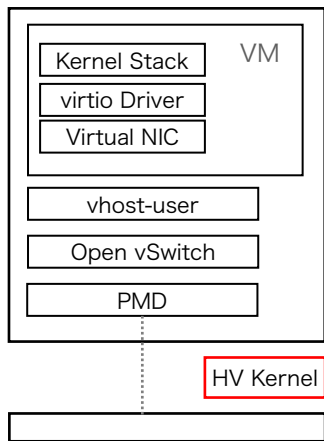 VM
Kernel Stack
virtio Driver
Virtual NIC
vhost-user
Open vSwitch
PMD
HV Kernel